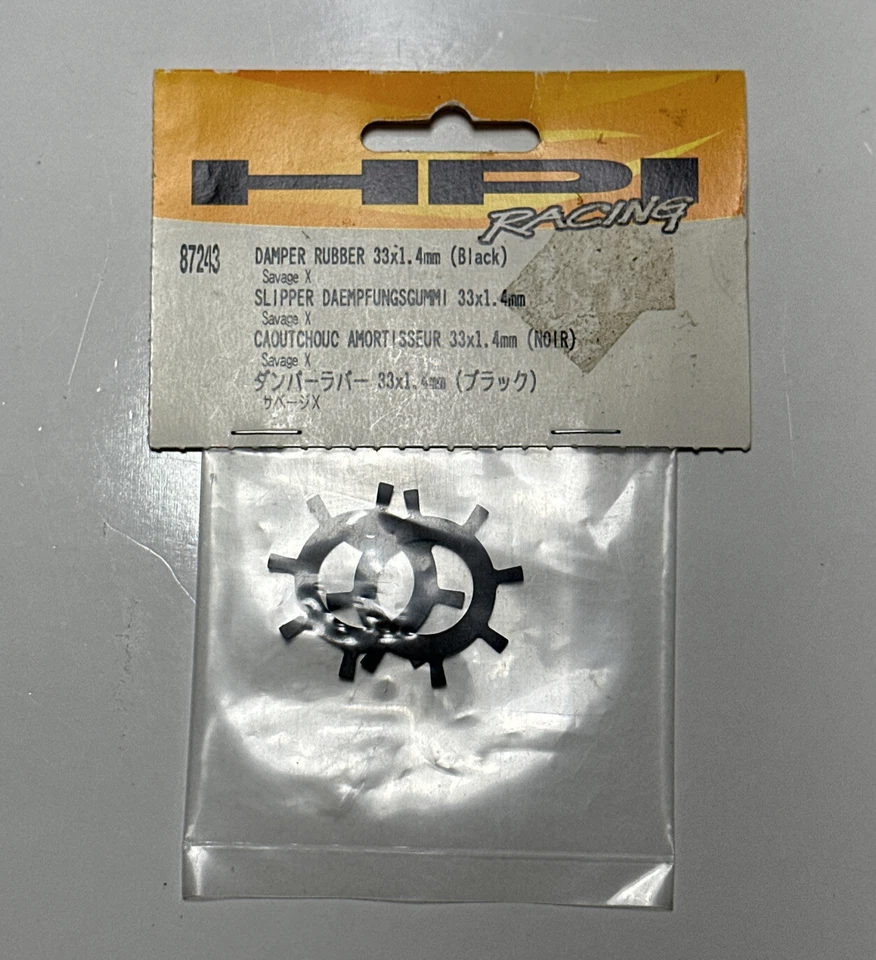 HPI
RACING
87243 DAMPER RUBBER 33x1.4mm (Black)
Savage X
SLIPPER DAEMPFUNGSGUMMI 33x1.4mm
Savage X
CAOUTCHOUC AMORTISSEUR 33x1.4mm (NOIR)
Savage X
ダンパーラバー 33x1.4mm (ブラック)
サベージX